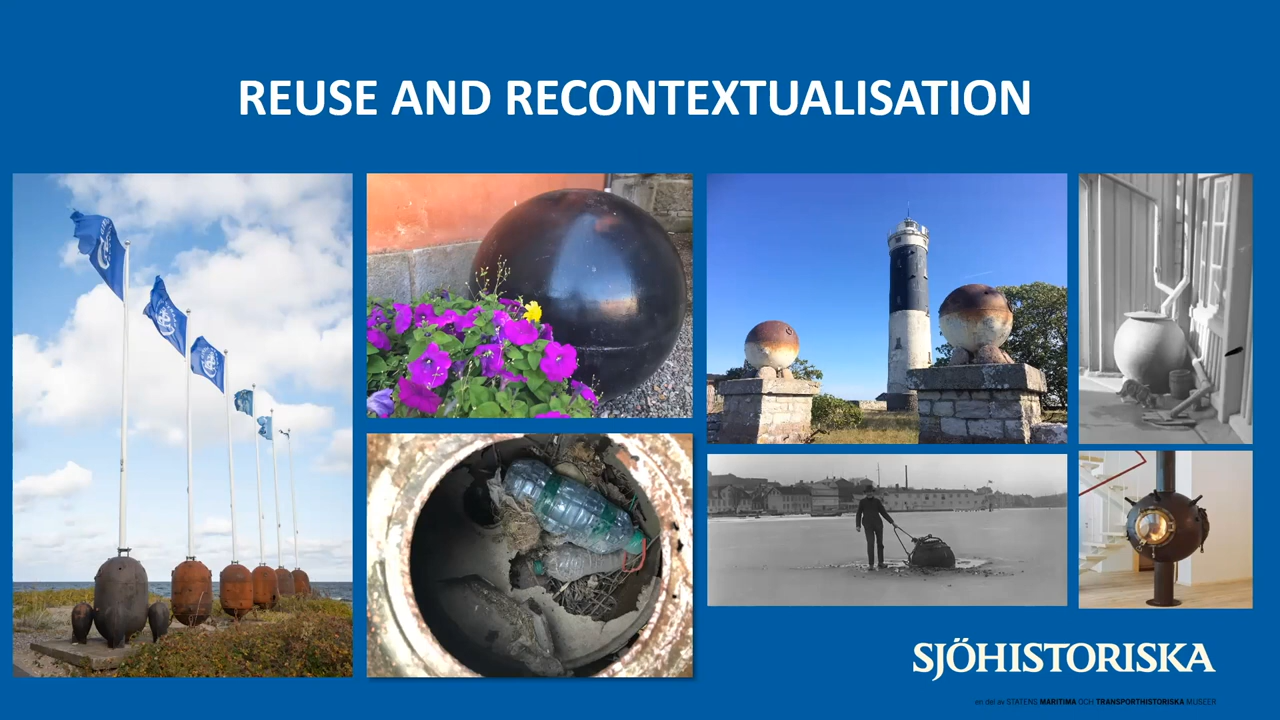 REUSE AND RECONTEXTUALISATION
SJÖHISTORISKA
en del av STATENS MARITIMA OCH TRANSPORTHISTORISKA MUSEER